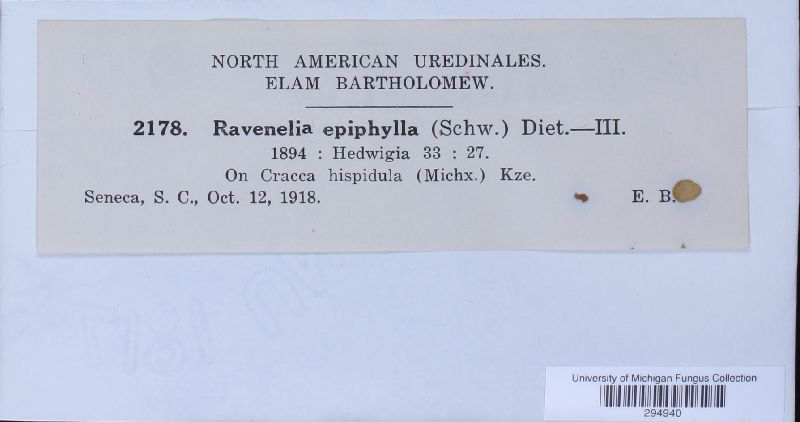 NORTH AMERICAN UREDINALES.
ELAM BARTHOLOMEW.
2178. Ravenelia epiphylla (Schw.) Diet.—III.
1894 : Hedwigia 33 : 27.
On Cracca hispidula (Michx.) Kze.
Seneca, S. C., Oct. 12, 1918. E. B.
University of Michigan Fungus Collection
294940